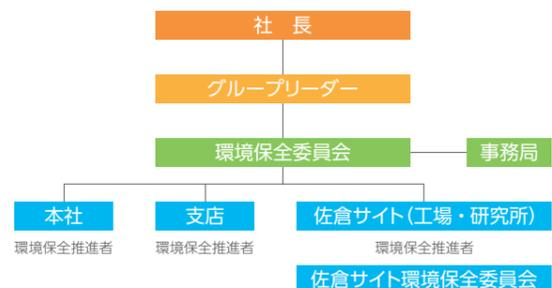 社長
グループリーダー
環境保全委員会
事務局
本社
支店
佐倉サイト（工場・研究所）
環境保全推進者
環境保全推進者
環境保全推進者
佐倉サイト環境保全委員会